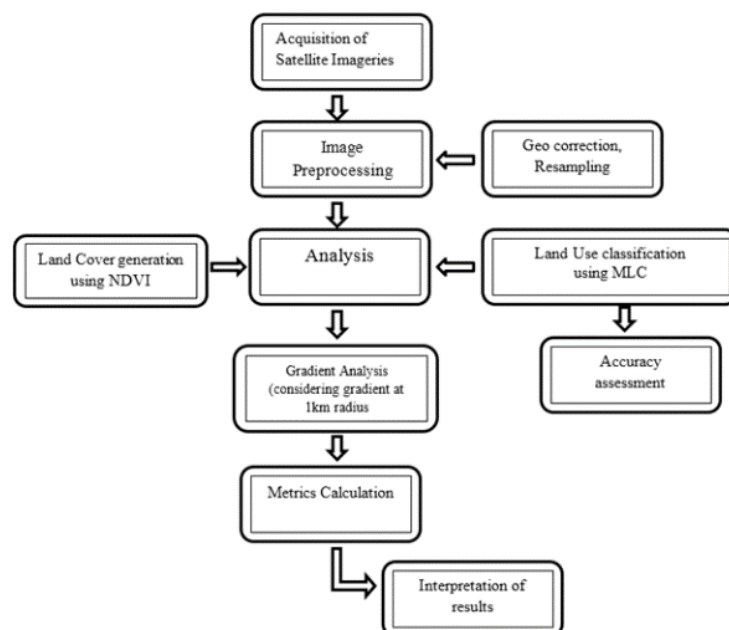 Acquisition of
Satellite Imageries
Image
Preprocessing
Geo correction,
Resampling
Land Cover generation
using NDVI
Analysis
Land Use classification
using MLC
Gradient Analysis
(considering gradient at
1km radius
Accuracy
assessment
Metrics Calculation
Interpretation of
results